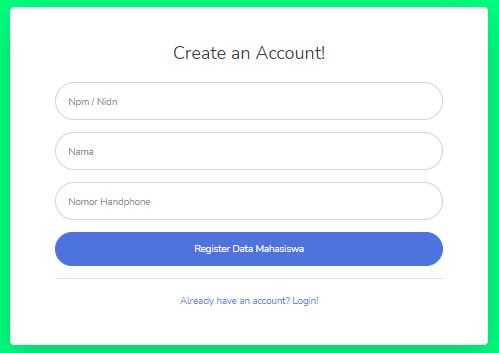 Create an Account!
Npm / Nidn
Nama
Nomor Handphone
Register Data Mahasiswa
Already have an account? Login!